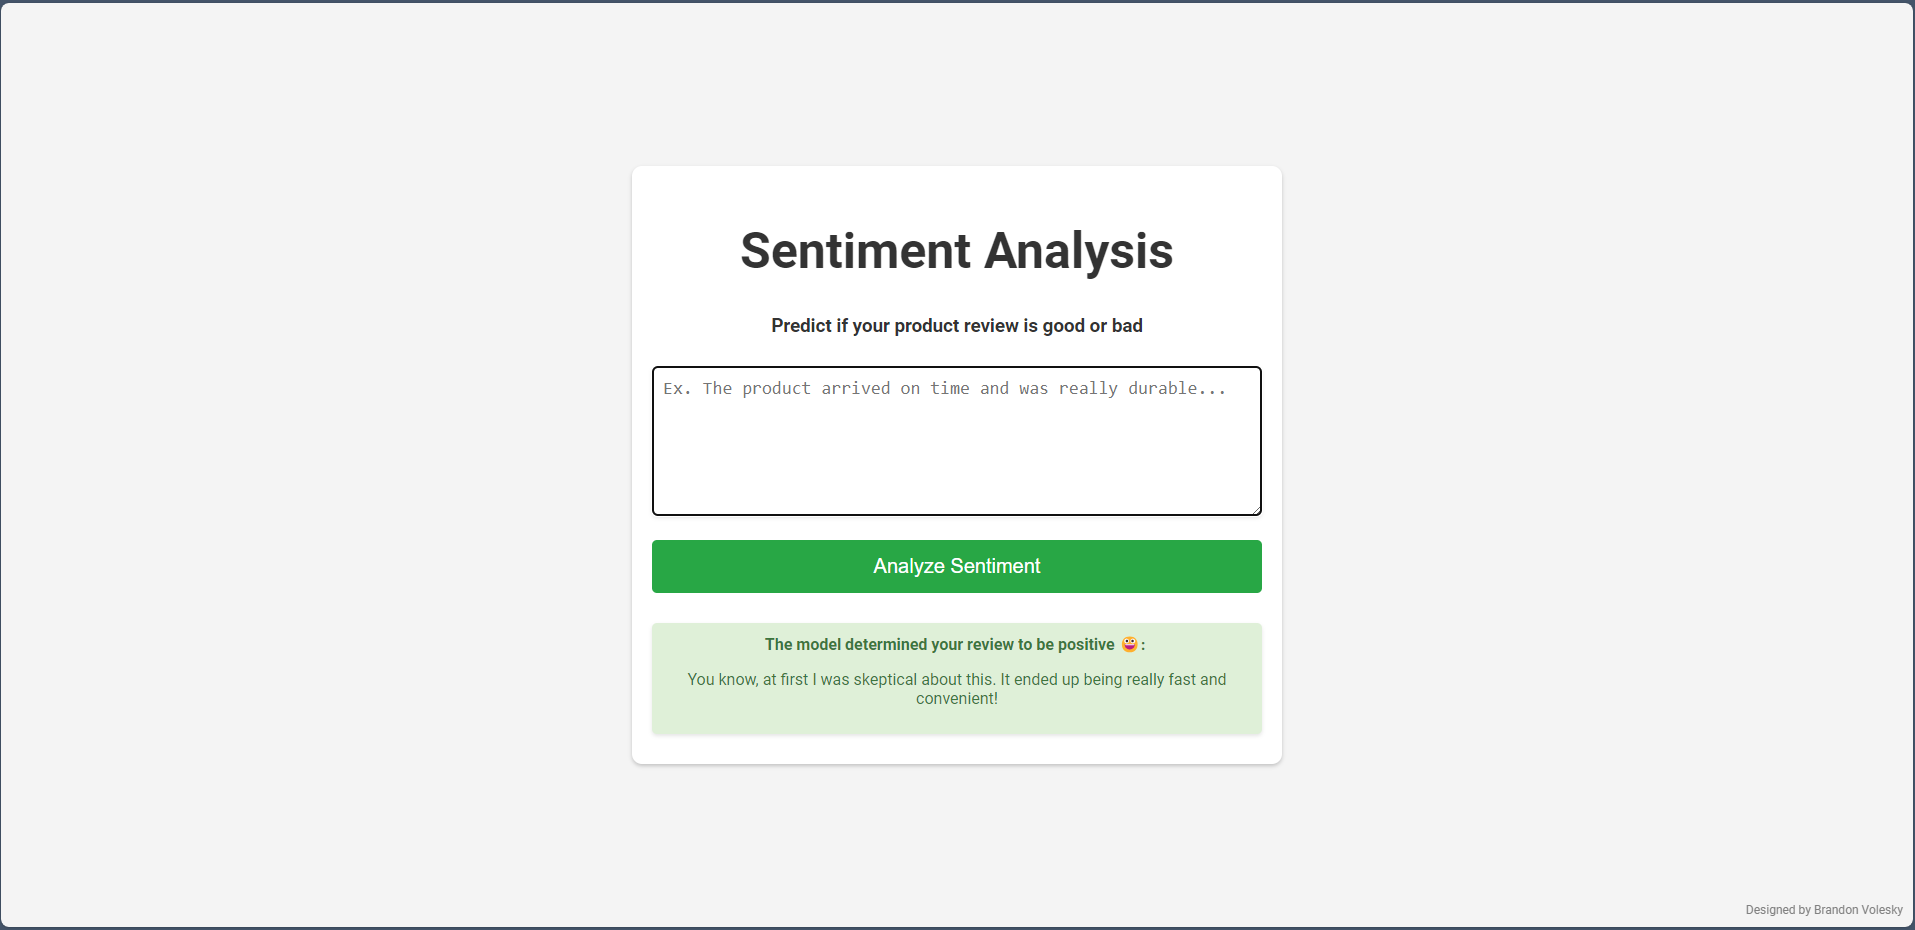 Sentiment Analysis
Predict if your product review is good or bad
Ex. The product arrived on time and was really durable...
Analyze Sentiment
The model determined your review to be positive 😀:
You know, at first I was skeptical about this. It ended up being really fast and
convenient!
Designed by Brandon Volesky